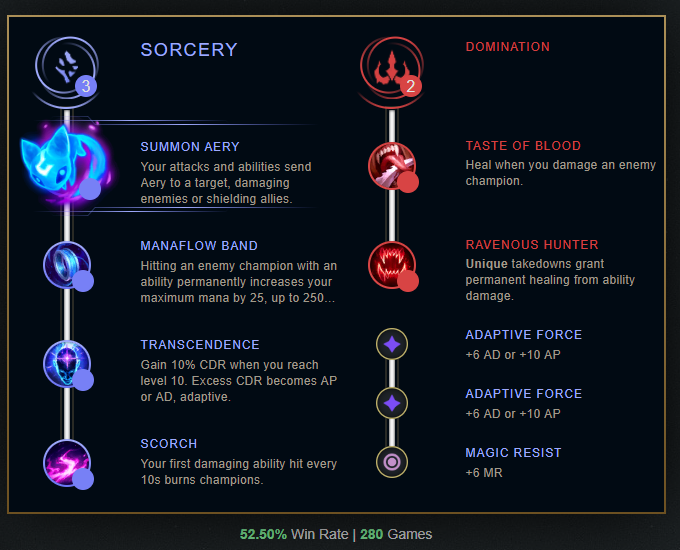 SORCERY
3
SUMMON AERY
Your attacks and abilities send
Aery to a target, damaging
enemies or shielding allies.
MANAFLOW BAND
Hitting an enemy champion with an
ability permanently increases your
maximum mana by 25, up to 250...
TRANSCENDENCE
Gain 10% CDR when you reach
level 10. Excess CDR becomes AP
or AD, adaptive.
SCORCH
Your first damaging ability hit every
10s burns champions.
DOMINATION
2
TASTE OF BLOOD
Heal when you damage an enemy
champion.
RAVENOUS HUNTER
Unique takedowns grant
permanent healing from ability
damage.
ADAPTIVE FORCE
+6 AD or +10 AP
ADAPTIVE FORCE
+6 AD or +10 AP
MAGIC RESIST
+6 MR
52.50% Win Rate | 280 Games